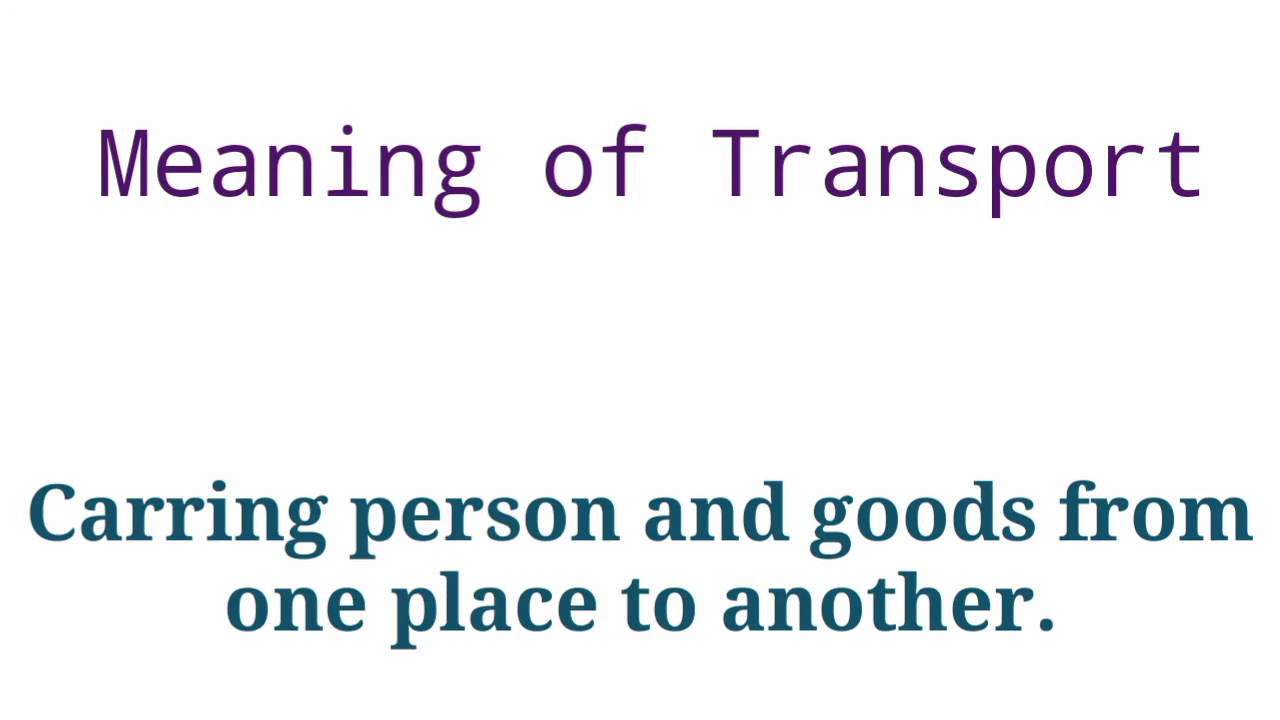 Meaning of Transport
Carring person and goods from
one place to another.